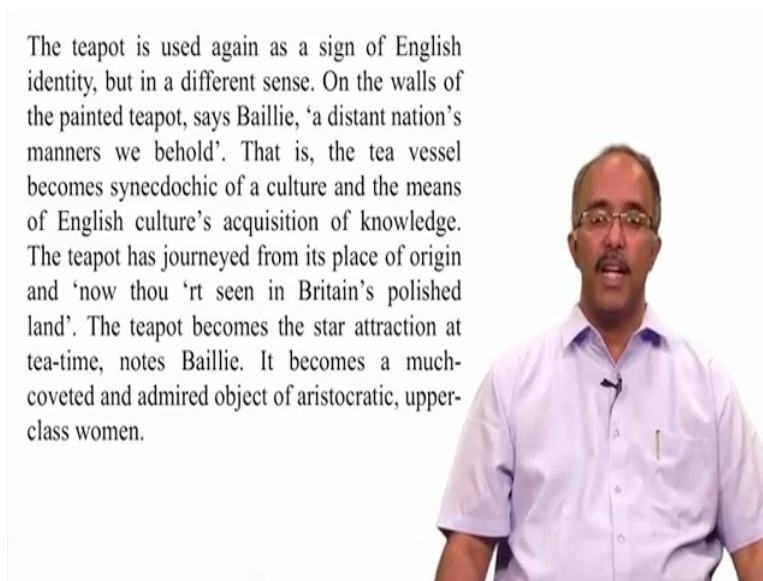 The teapot is used again as a sign of English
identity, but in a different sense. On the walls of
the painted teapot, says Baillie, ‘a distant nation’s
manners we behold’. That is, the tea vessel
becomes synecdochic of a culture and the means
of English culture’s acquisition of knowledge.
The teapot has journeyed from its place of origin
and ‘now thou ‘rt seen in Britain’s polished
land’. The teapot becomes the star attraction at
tea-time, notes Baillie. It becomes a much-
coveted and admired object of aristocratic, upper-
class women.